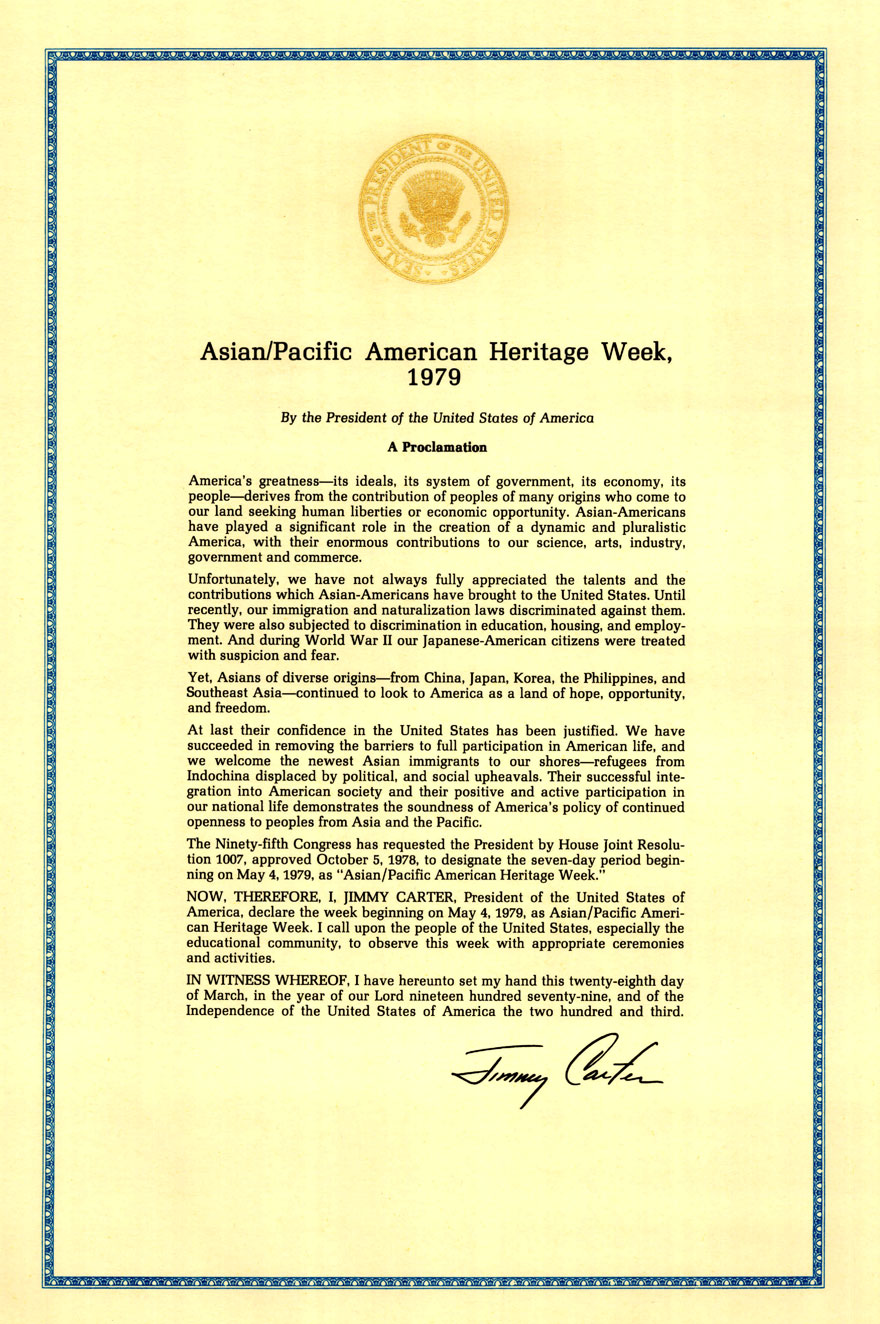 SEAL OF THE PRESIDENT OF THE UNITED STATES
Asian/Pacific American Heritage Week,
1979
By the President of the United States of America
A Proclamation
America's greatness—its ideals, its system of government, its economy, its
people—derives from the contribution of peoples of many origins who come to
our land seeking human liberties or economic opportunity. Asian-Americans
have played a significant role in the creation of a dynamic and pluralistic
America, with their enormous contributions to our science, arts, industry,
government and commerce.
Unfortunately, we have not always fully appreciated the talents and the
contributions which Asian-Americans have brought to the United States. Until
recently, our immigration and naturalization laws discriminated against them.
They were also subjected to discrimination in education, housing, and employ-
ment. And during World War II our Japanese-American citizens were treated
with suspicion and fear.
Yet, Asians of diverse origins—from China, Japan, Korea, the Philippines, and
Southeast Asia—continued to look to America as a land of hope, opportunity,
and freedom.
At last their confidence in the United States has been justified. We have
succeeded in removing the barriers to full participation in American life, and
we welcome the newest Asian immigrants to our shores—refugees from
Indochina displaced by political, and social upheavals. Their successful inte-
gration into American society and their positive and active participation in
our national life demonstrates the soundness of America's policy of continued
openness to peoples from Asia and the Pacific.
The Ninety-fifth Congress has requested the President by House Joint Resolu-
tion 1007, approved October 5, 1978, to designate the seven-day period begin-
ning on May 4, 1979, as "Asian/Pacific American Heritage Week."
NOW, THEREFORE, I, JIMMY CARTER, President of the United States of
America, declare the week beginning on May 4, 1979, as Asian/Pacific Ameri-
can Heritage Week. I call upon the people of the United States, especially the
educational community, to observe this week with appropriate ceremonies
and activities.
IN WITNESS WHEREOF, I have hereunto set my hand this twenty-eighth day
of March, in the year of our Lord nineteen hundred seventy-nine, and of the
Independence of the United States of America the two hundred and third.
Jimmy Carter